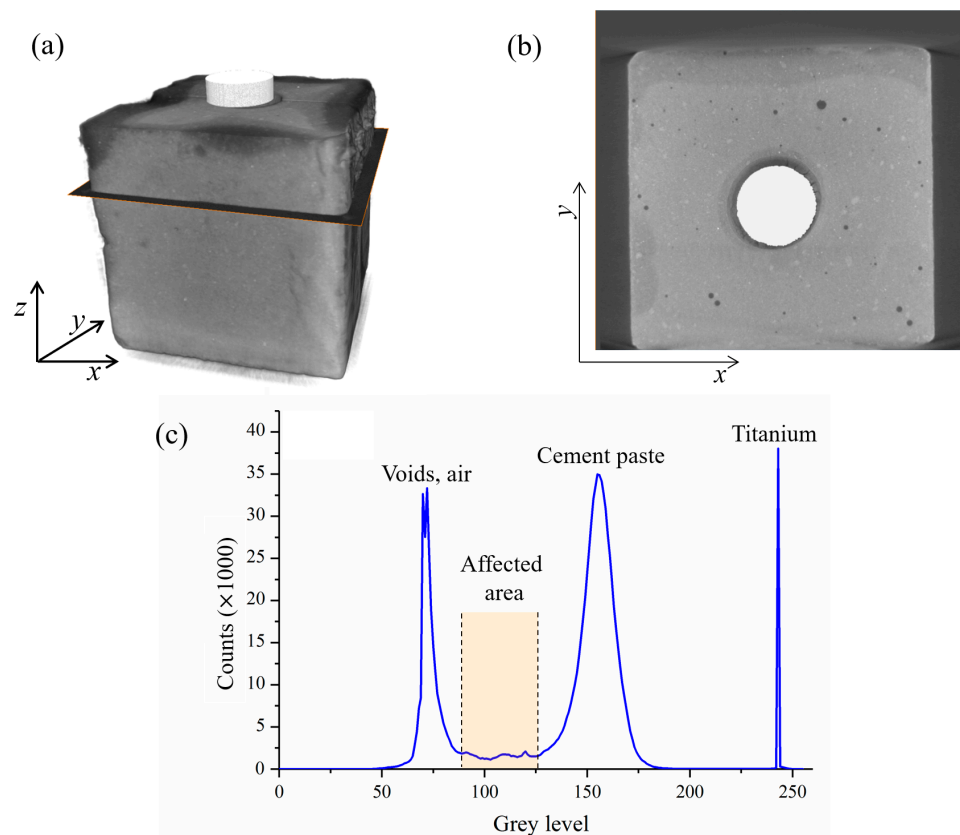 (a)
z
y
x
(b)
y
x
(c)
Counts (×1000)
40
35
30
25
20
15
10
5
0
Voids, air
Affected
area
Cement paste
Titanium
0
50
100
150
200
250
Grey level